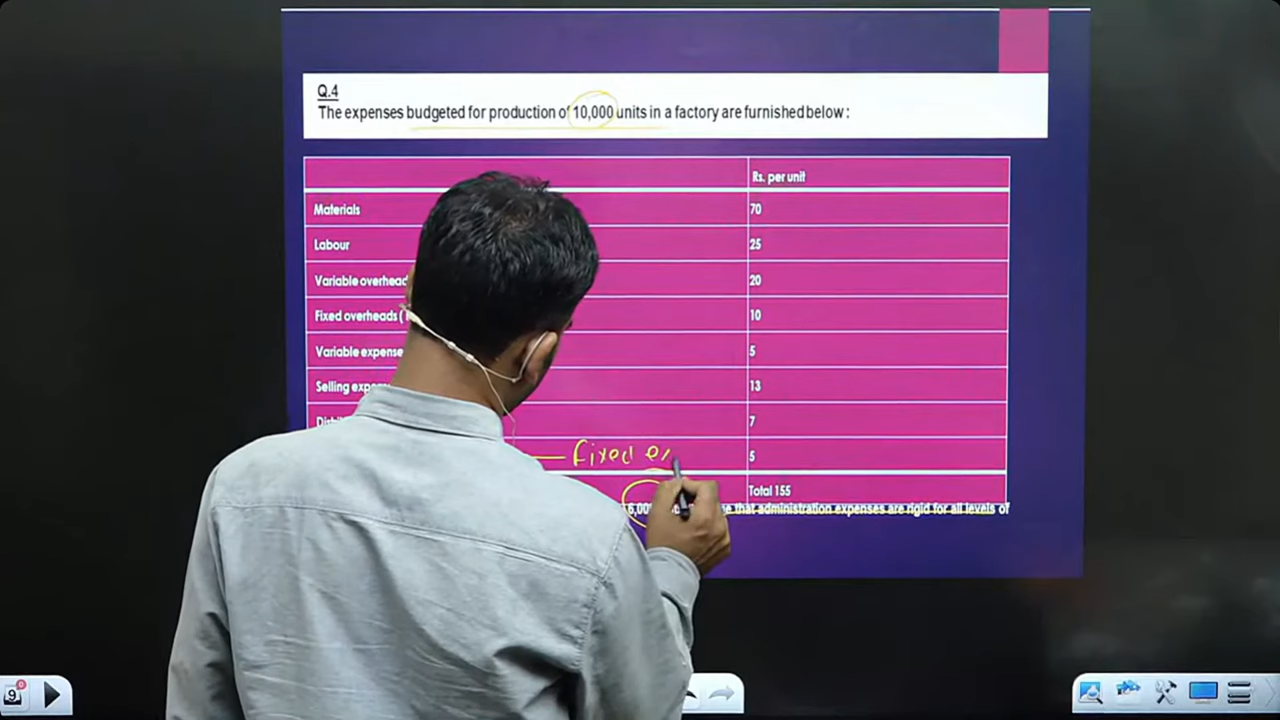 Q.4
The expenses budgeted for production of 10,000 units in a factory are furnished below :
Rs. per unit
Materials 70
Labour 25
Variable overhead 20
Fixed overheads ( 10
Variable expense 5
Selling 13
7
Fixed 5
Total 155
that administration expenses are rigid for all levels of
9